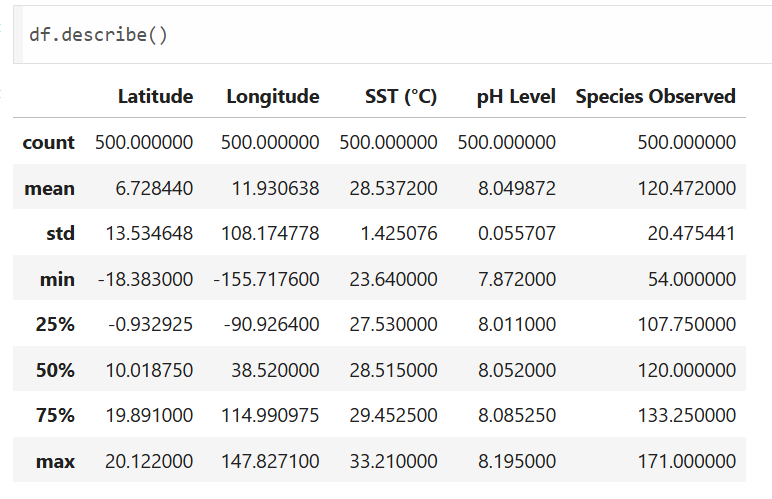 df.describe()
Latitude Longitude SST (°C) pH Level Species Observed
count 500.000000 500.000000 500.000000 500.000000 500.000000
mean 6.728440 11.930638 28.537200 8.049872 120.472000
std 13.534648 108.174778 1.425076 0.055707 20.475441
min -18.383000 -155.717600 23.640000 7.872000 54.000000
25% -0.932925 -90.926400 27.530000 8.011000 107.750000
50% 10.018750 38.520000 28.515000 8.052000 120.000000
75% 19.891000 114.990975 29.452500 8.085250 133.250000
max 20.122000 147.827100 33.210000 8.195000 171.000000